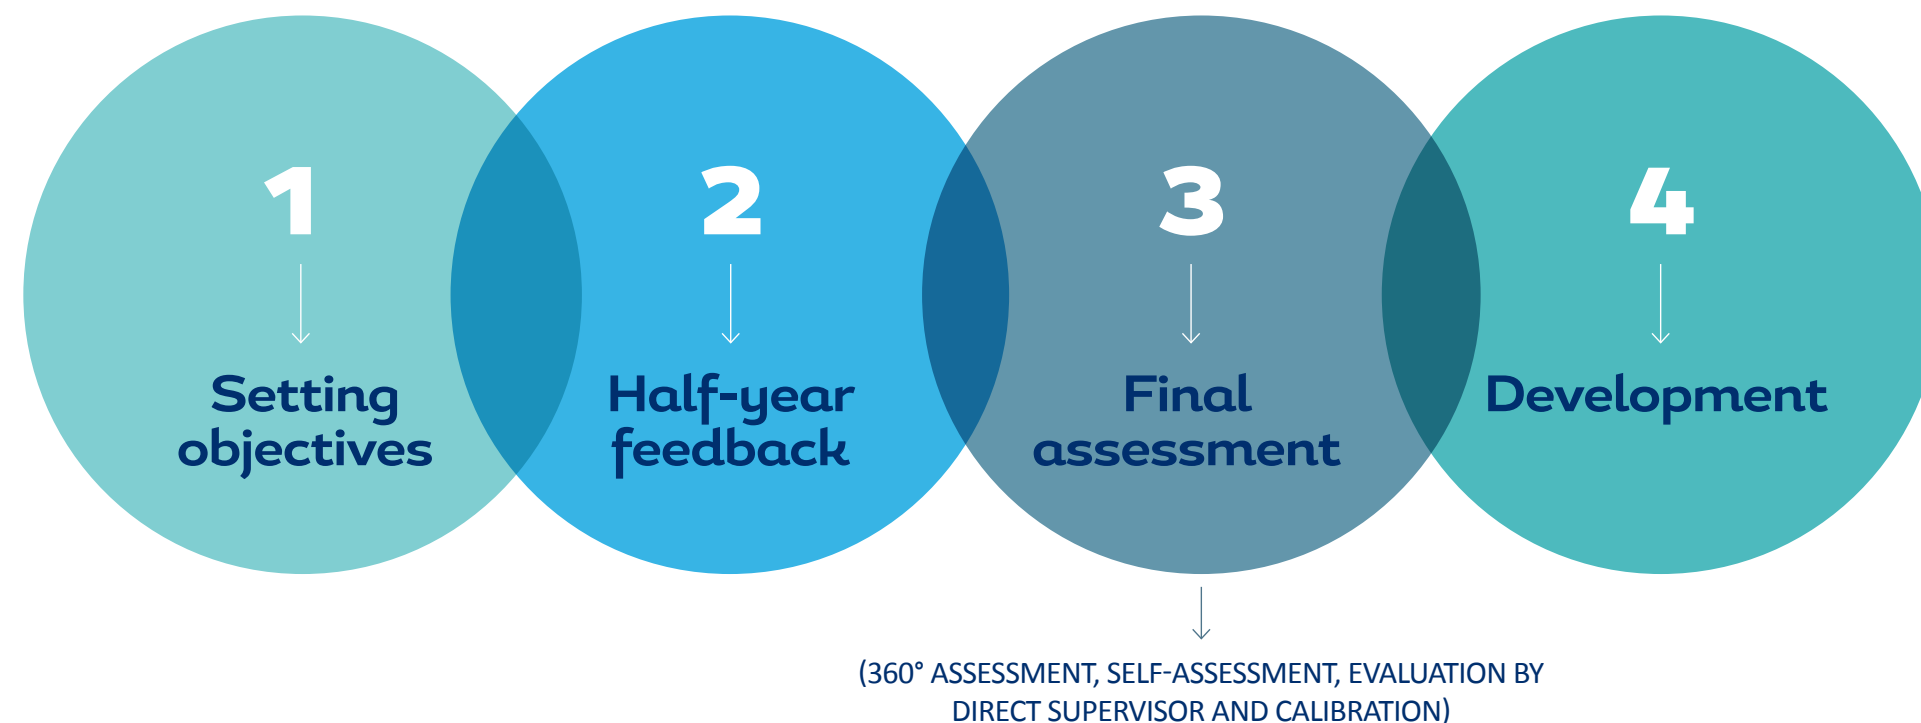 1
Setting
objectives
2
Half-year
feedback
3
Final
assessment
4
Development
(360° ASSESSMENT, SELF-ASSESSMENT, EVALUATION BY
DIRECT SUPERVISOR AND CALIBRATION)